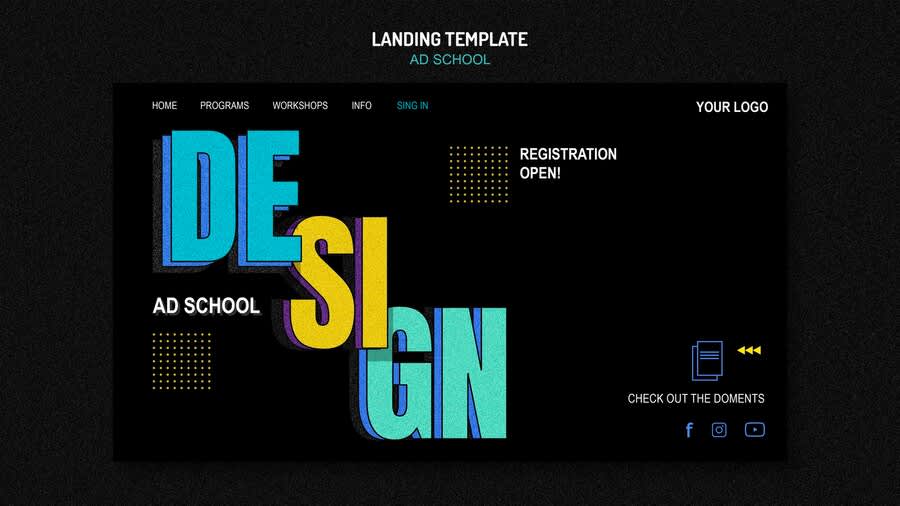 LANDING TEMPLATE
AD SCHOOL
HOME PROGRAMS WORKSHOPS INFO SING IN
YOUR LOGO
DE
SI
GN
REGISTRATION
OPEN!
AD SCHOOL
CHECK OUT THE DOMENTS
f